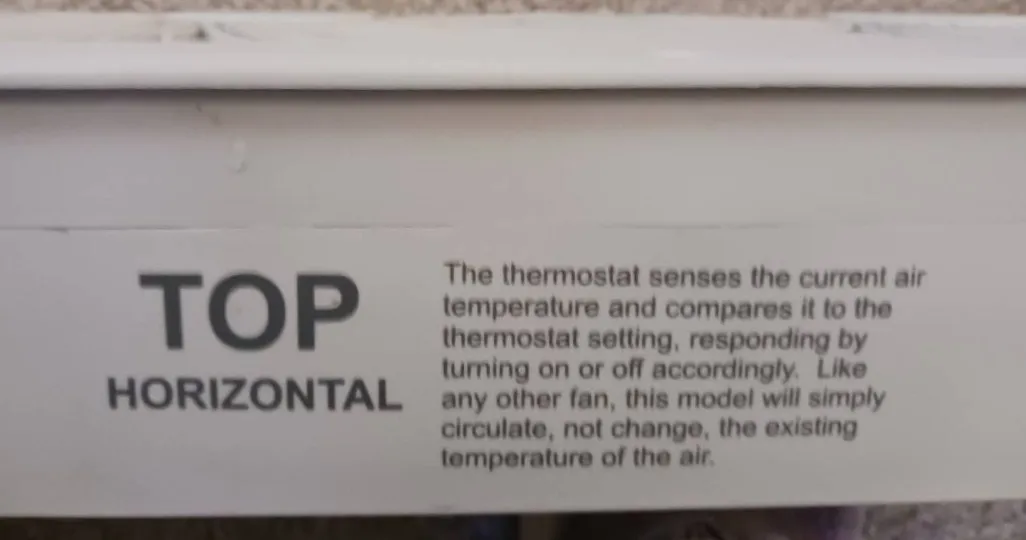 TOP
HORIZONTAL
The thermostat senses the current air
temperature and compares it to the
thermostat setting, responding by
turning on or off accordingly. Like
any other fan, this model will simply
circulate, not change, the existing
temperature of the air.